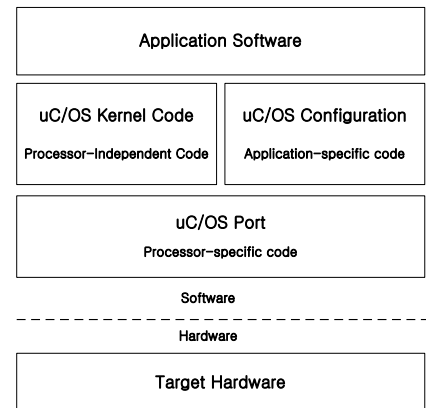 Application Software
uC/OS Kernel Code
Processor-Independent Code
uC/OS Configuration
Application-specific code
uC/OS Port
Processor-specific code
Software
Hardware
Target Hardware